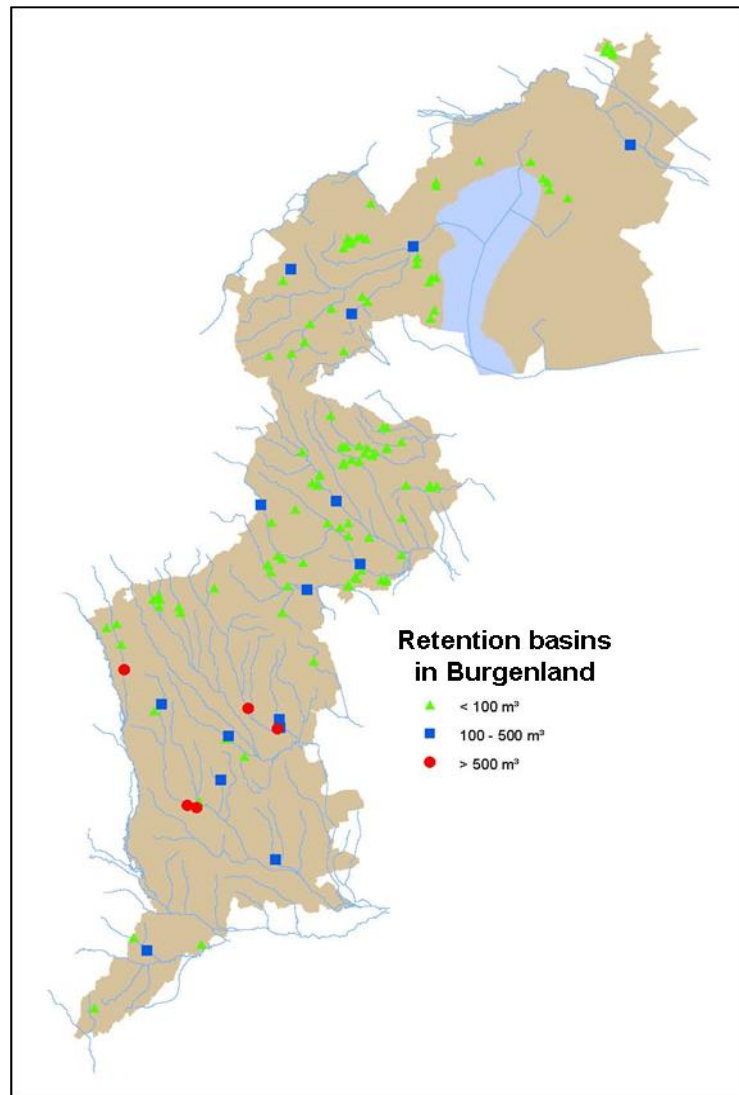 Retention basins
in Burgenland
< 100 m³
100 - 500 m³
> 500 m³